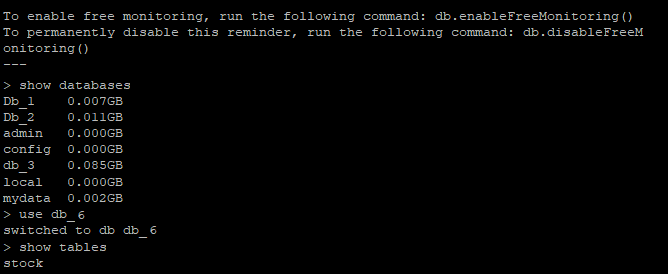 To enable free monitoring, run the following command: db.enableFreeMonitoring()
To permanently disable this reminder, run the following command: db.disableFreeM
onitoring()
---
> show databases
Db_1    0.007GB
Db_2    0.011GB
admin   0.000GB
config  0.000GB
db_3    0.085GB
local   0.000GB
mydata  0.002GB
> use db_6
switched to db db_6
> show tables
stock